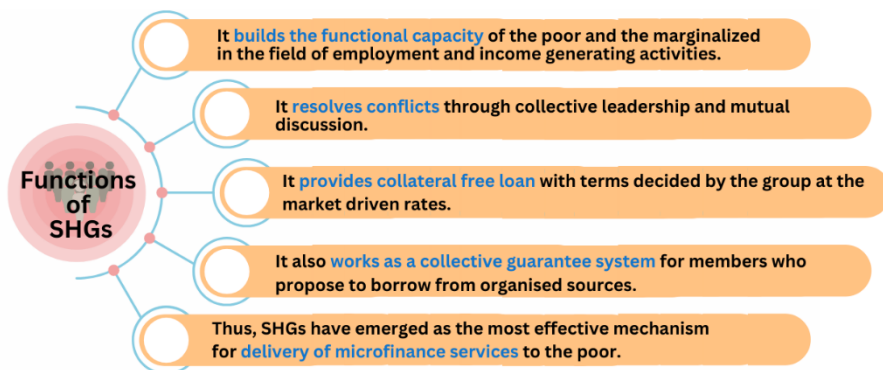 Functions
of
SHGs
It builds the functional capacity of the poor and the marginalized
in the field of employment and income generating activities.
It resolves conflicts through collective leadership and mutual
discussion.
It provides collateral free loan with terms decided by the group at the
market driven rates.
It also works as a collective guarantee system for members who
propose to borrow from organised sources.
Thus, SHGs have emerged as the most effective mechanism
for delivery of microfinance services to the poor.